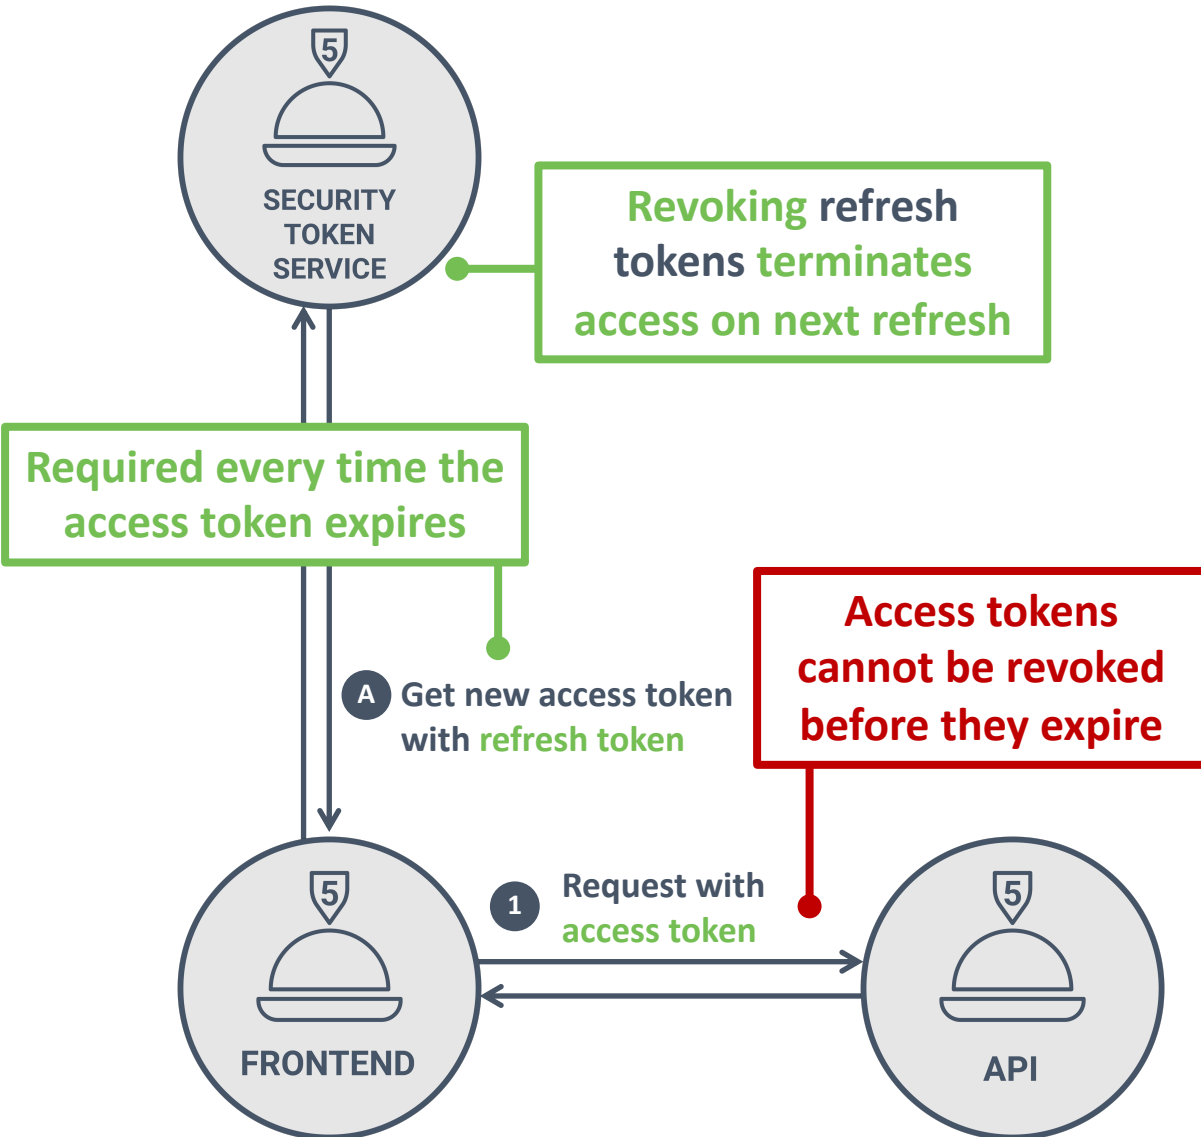 5
SECURITY
TOKEN
SERVICE
Revoking refresh
tokens terminates
access on next refresh
Required every time the
access token expires
A Get new access token
with refresh token
Access tokens
cannot be revoked
before they expire
1 Request with
access token
5
FRONTEND
5
API